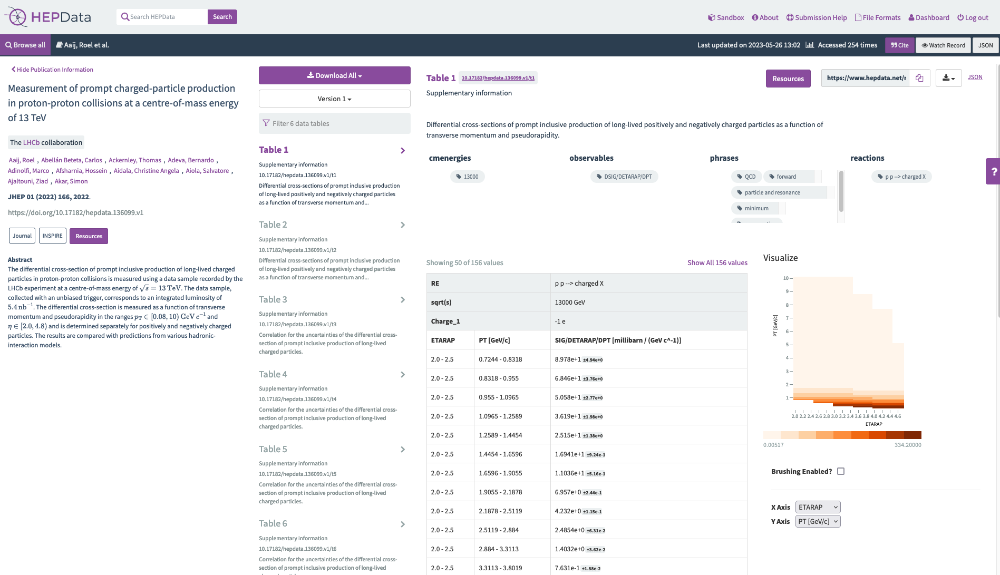 HEPData
Search HEPData
Search
Sandbox
About
Submission Help
File Formats
Dashboard
Log out
Browse all
Aaij, Roel et al.
Last updated on 2023-05-26 13:02
Accessed 254 times
Cite
Watch Record
JSON
Hide Publication Information
Measurement of prompt charged-particle production
in proton-proton collisions at a centre-of-mass energy
of 13 TeV
The LHCb collaboration
Aaij, Roel , Abellán Beteta, Carlos , Ackernley, Thomas , Adeva, Bernardo ,
Adinolfi, Marco , Afsharnia, Hossein , Aidala, Christine Angela , Aiola, Salvatore ,
Ajaltouni, Ziad , Akar, Simon
JHEP 01 (2022) 166, 2022.
https://doi.org/10.17182/hepdata.136099.v1
Journal
INSPIRE
Resources
Abstract
The differential cross-section of prompt inclusive production of long-lived charged
particles in proton-proton collisions is measured using a data sample recorded by the
LHCb experiment at a centre-of-mass energy of √s = 13 TeV. The data sample,
collected with an unbiased trigger, corresponds to an integrated luminosity of
5.4 nb⁻¹. The differential cross-section is measured as a function of transverse
momentum and pseudorapidity in the ranges pT ∈ [0.08, 10) GeV c⁻¹ and
η ∈ [2.0, 4.8) and is determined separately for positively and negatively charged
particles. The results are compared with predictions from various hadronic-
interaction models.
Download All
Version 1
Filter 6 data tables
Table 1
Supplementary information
10.17182/hepdata.136099.v1/t1
Differential cross-sections of prompt inclusive production
of long-lived positively and negatively charged particles
as a function of transverse momentum and...
Table 2
Supplementary information
10.17182/hepdata.136099.v1/t2
Differential cross-sections of prompt inclusive production
of long-lived positively and negatively charged particles
as a function of transverse momentum and...
Table 3
Supplementary information
10.17182/hepdata.136099.v1/t3
Correlation for the uncertainties of the differential cross-
section of prompt inclusive production of long-lived
charged particles.
Table 4
Supplementary information
10.17182/hepdata.136099.v1/t4
Correlation for the uncertainties of the differential cross-
section of prompt inclusive production of long-lived
charged particles.
Table 5
Supplementary information
10.17182/hepdata.136099.v1/t5
Correlation for the uncertainties of the differential cross-
section of prompt inclusive production of long-lived
charged particles.
Table 6
Supplementary information
10.17182/hepdata.136099.v1/t6
Correlation for the uncertainties of the differential cross-
section of prompt inclusive production of long-lived
Table 1 10.17182/hepdata.136099.v1/t1
Supplementary information
Resources
https://www.hepdata.net/r
JSON
Differential cross-sections of prompt inclusive production of long-lived positively and negatively charged particles as a function of
transverse momentum and pseudorapidity.
cmenergies
13000
observables
DSIG/DETARAP/DPT
phrases
QCD
forward
particle and resonance
minimum
reactions
p p --> charged X
?
Showing 50 of 156 values
Show All 156 values
RE p p --> charged X
sqrt(s) 13000 GeV
Charge_1 -1 e
ETARAP PT [GeV/c] SIG/DETARAP/DPT [millibarn / (GeV c^-1)]
2.0 - 2.5 0.7244 - 0.8318 8.978e+1 ±4.94e+0
2.0 - 2.5 0.8318 - 0.955 6.846e+1 ±3.76e+0
2.0 - 2.5 0.955 - 1.0965 5.058e+1 ±2.77e+0
2.0 - 2.5 1.0965 - 1.2589 3.619e+1 ±1.98e+0
2.0 - 2.5 1.2589 - 1.4454 2.515e+1 ±1.38e+0
2.0 - 2.5 1.4454 - 1.6596 1.6941e+1 ±9.24e-1
2.0 - 2.5 1.6596 - 1.9055 1.1036e+1 ±5.16e-1
2.0 - 2.5 1.9055 - 2.1878 6.957e+0 ±2.44e-1
2.0 - 2.5 2.1878 - 2.5119 4.232e+0 ±1.15e-1
2.0 - 2.5 2.5119 - 2.884 2.4854e+0 ±6.31e-2
2.0 - 2.5 2.884 - 3.3113 1.4032e+0 ±3.62e-2
2.0 - 2.5 3.3113 - 3.8019 7.631e-1 ±1.88e-2
Visualize
10
9
8
7
6
5
4
3
2
1
PT [GeV/c]
2.0 2.2 2.4 2.6 2.8 3.0 3.2 3.4 3.6 3.8 4.0 4.2 4.4 4.6
ETARAP
0.00517 334.20000
Brushing Enabled?
X Axis ETARAP
Y Axis PT [GeV/c]